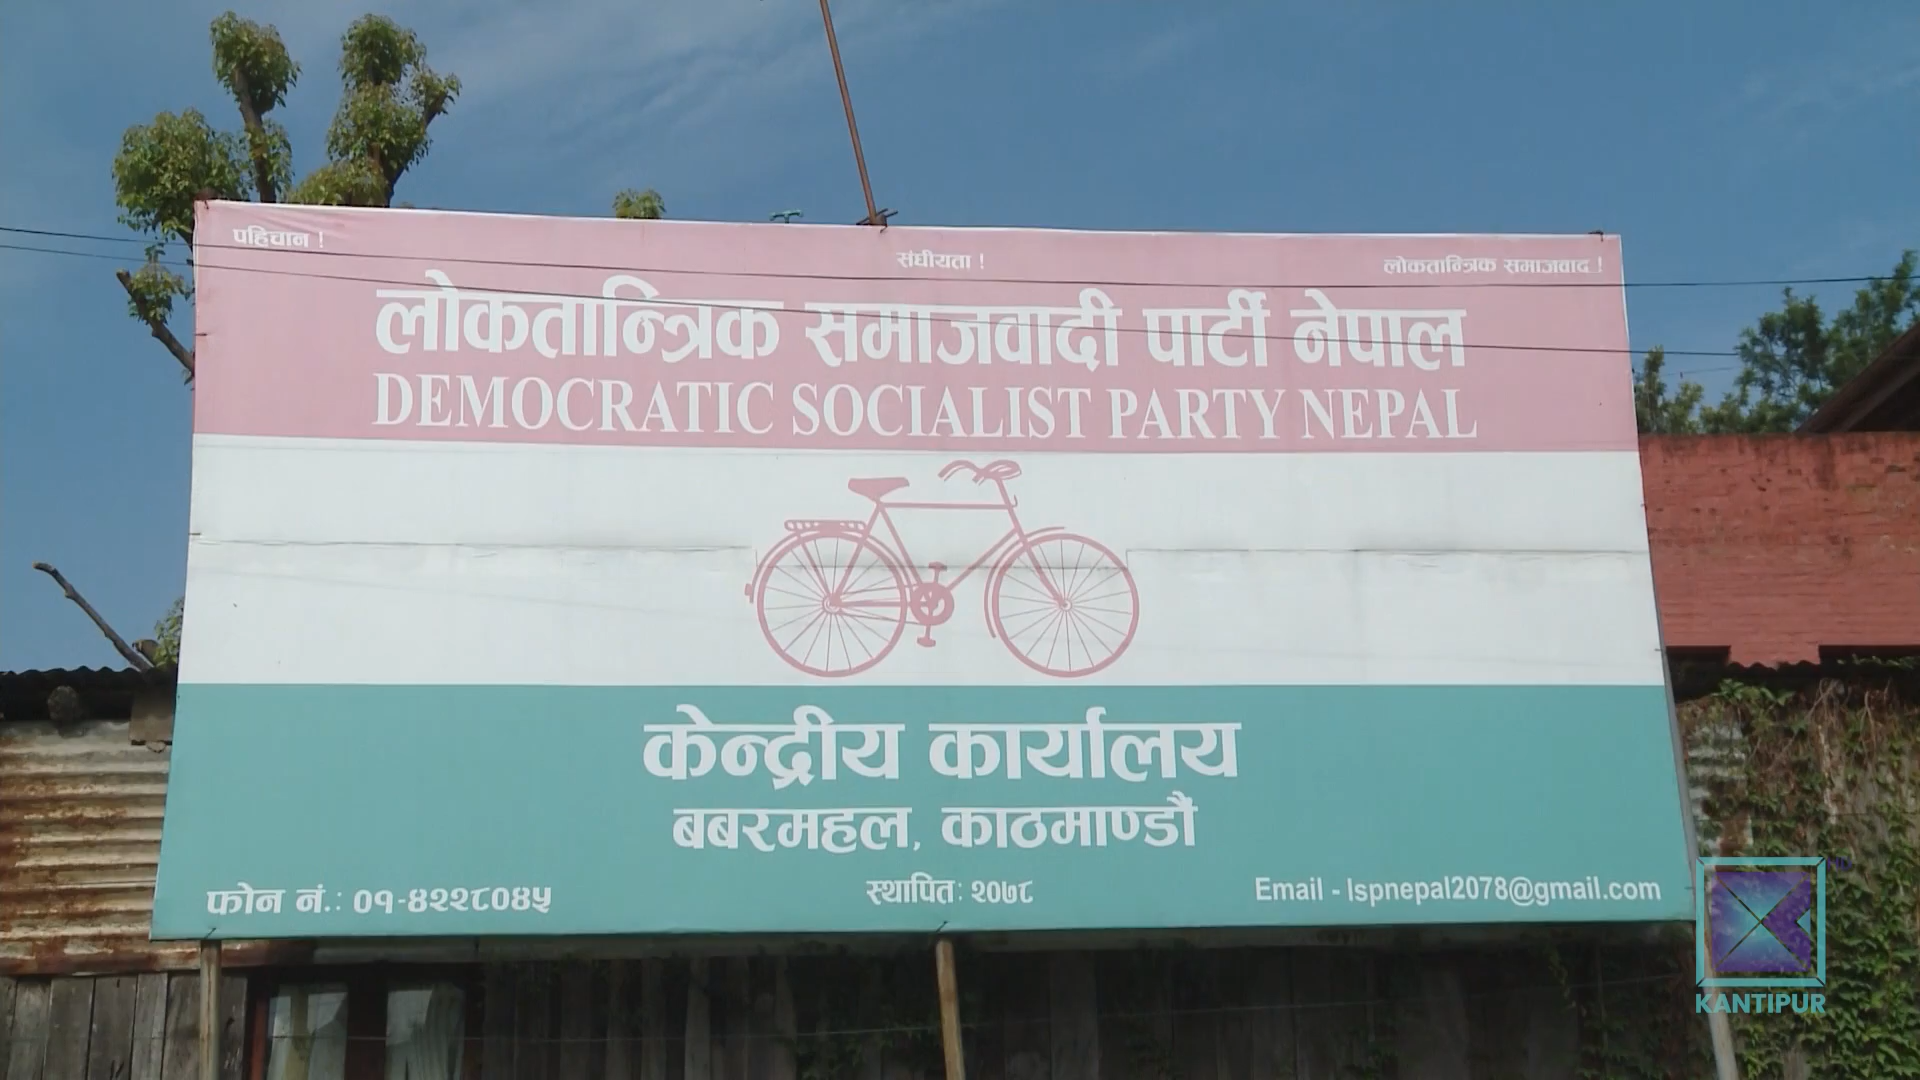 पहिचान !
संघीयता !
लोकतान्त्रिक समाजवाद !
लोकतान्त्रिक समाजवादी पार्टी नेपाल
DEMOCRATIC SOCIALIST PARTY NEPAL
केन्द्रीय कार्यालय
बबरमहल, काठमाण्डौं
फोन नं.: ०१-४२२८०४५
स्थापित: २०७८
Email - lspnepal2078@gmail.com
HD
KANTIPUR